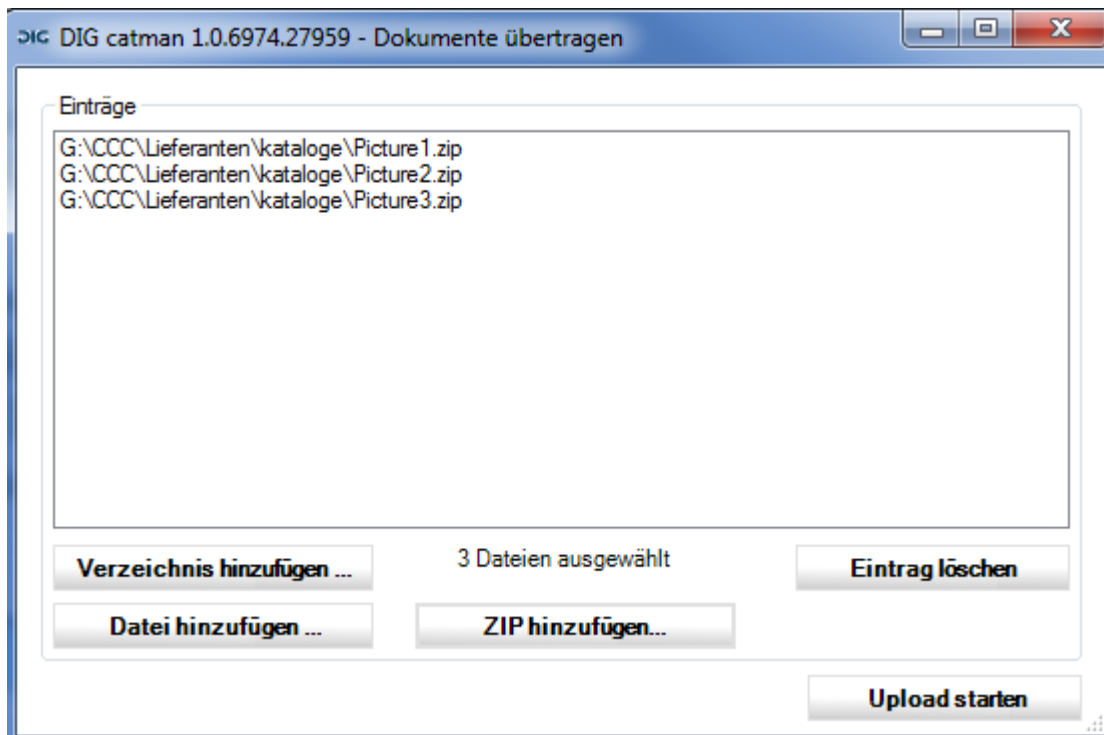 DIG DIG catman 1.0.6974.27959 - Dokumente übertragen
X
Einträge
G:\CCC\Lieferanten\kataloge\Picture1.zip
G:\CCC\Lieferanten\kataloge\Picture2.zip
G:\CCC\Lieferanten\kataloge\Picture3.zip
Verzeichnis hinzufügen ...
3 Dateien ausgewählt
Eintrag löschen
Datei hinzufügen ...
ZIP hinzufügen...
Upload starten